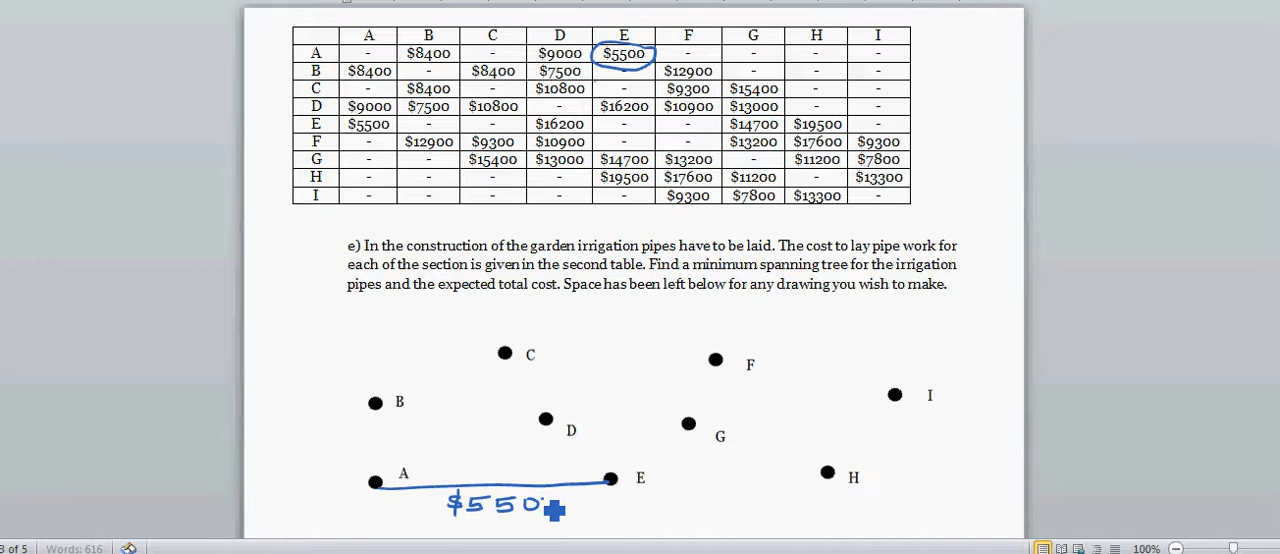 A B C D E F G H I
A - $8400 - $9000 $5500 - - - -
B $8400 - $8400 $7500 - $12900 - - -
C - $8400 - $10800 - $9300 $15400 - -
D $9000 $7500 $10800 - $16200 $10900 $13000 - -
E $5500 - - $16200 - - $14700 $19500 -
F - $12900 $9300 $10900 - - $13200 $17600 $9300
G - - $15400 $13000 $14700 $13200 - $11200 $7800
H - - - - $19500 $17600 $11200 - $13300
I - - - - - $9300 $7800 $13300 -
e) In the construction of the garden irrigation pipes have to be laid. The cost to lay pipe work for
each of the section is given in the second table. Find a minimum spanning tree for the irrigation
pipes and the expected total cost. Space has been left below for any drawing you wish to make.
C
F
B
I
D
G
A
E
H
$550
of 5 Words: 616 100%